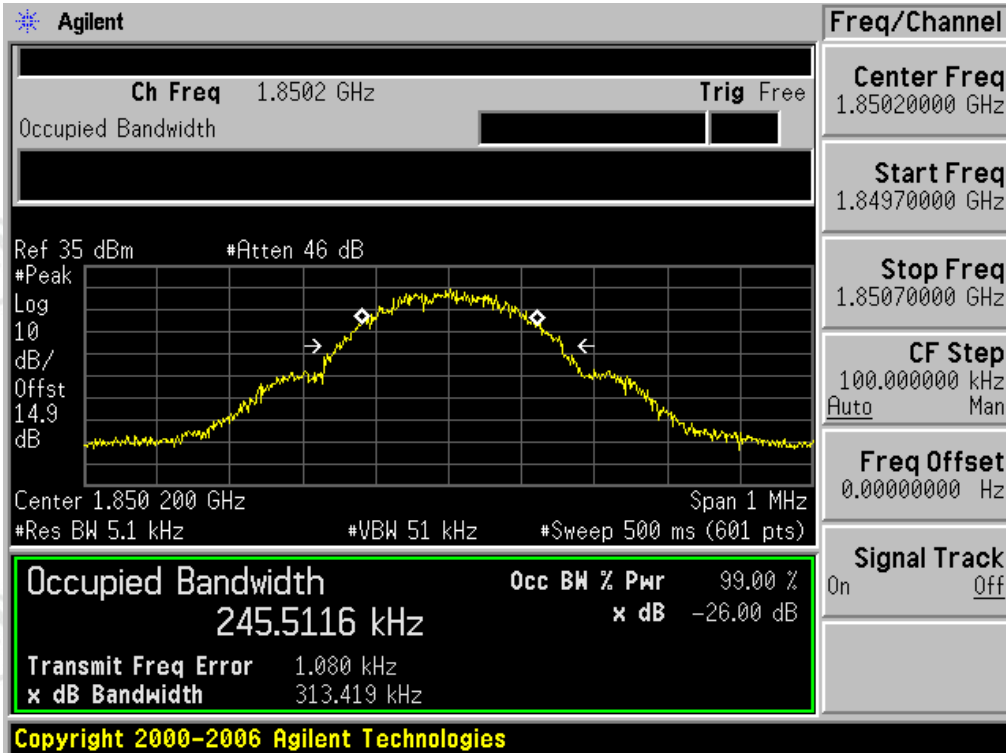 Agilent
Freq/Channel
Ch Freq 1.8502 GHz Trig Free
Occupied Bandwidth
Center Freq
1.85020000 GHz
Start Freq
1.84970000 GHz
Stop Freq
1.85070000 GHz
CF Step
100.000000 kHz
Auto Man
Freq Offset
0.00000000 Hz
Signal Track
On Off
Ref 35 dBm #Atten 46 dB
#Peak
Log
10
dB/
Offst
14.9
dB
Center 1.850 200 GHz Span 1 MHz
#Res BW 5.1 kHz #VBW 51 kHz #Sweep 500 ms (601 pts)
Occupied Bandwidth Occ BW % Pwr 99.00 %
245.5116 kHz x dB -26.00 dB
Transmit Freq Error 1.080 kHz
x dB Bandwidth 313.419 kHz
Copyright 2000-2006 Agilent Technologies